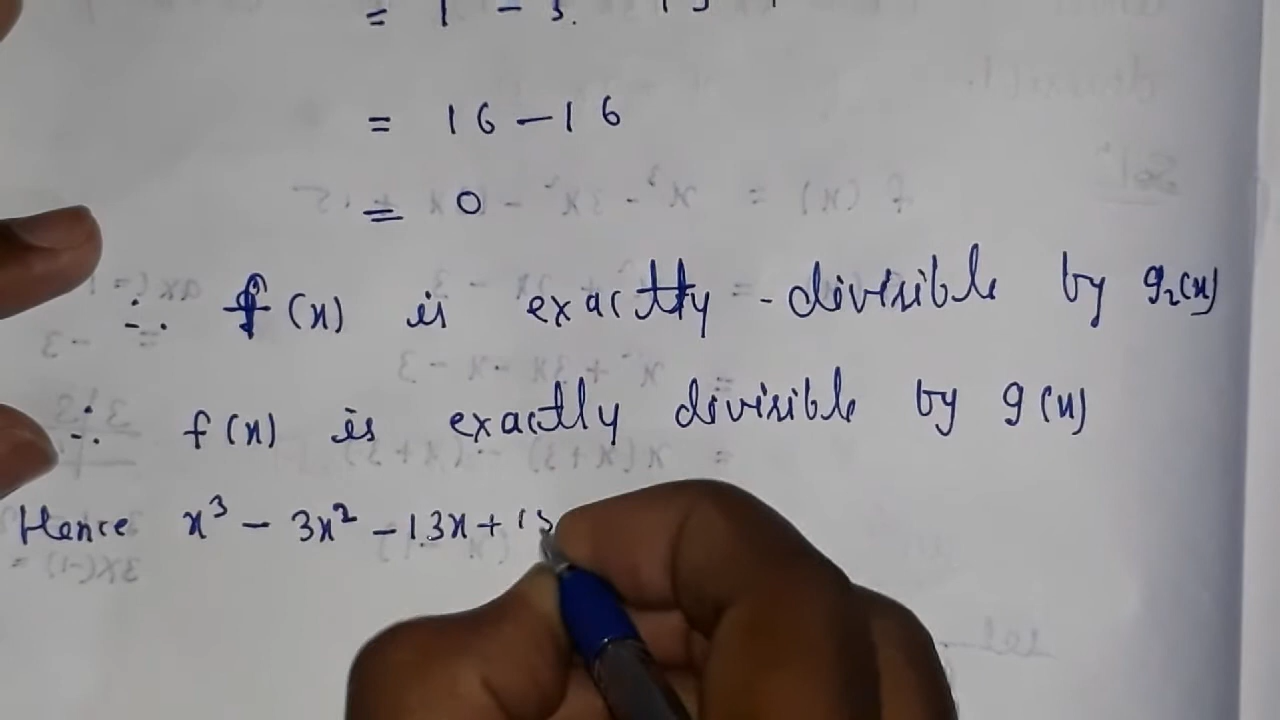 = 16 - 16
= 0
∴ f(x) is exactly divisible by g₂(x)
∴ f(x) is exactly divisible by g(x)
Hence x³ - 3x² - 13x + 15